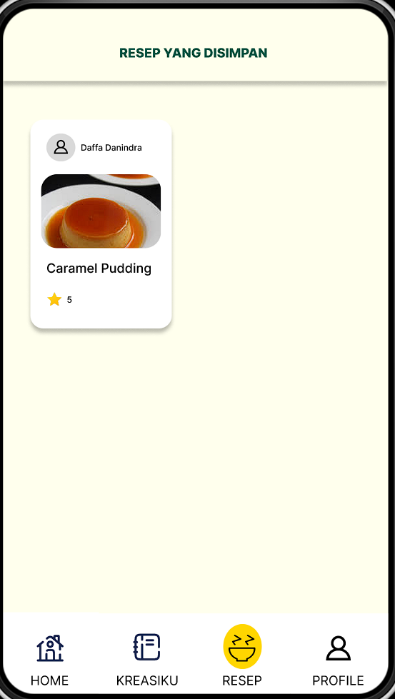 RESEP YANG DISIMPAN
Daffa Danindra
Caramel Pudding
5
HOME
KREASIKU
RESEP
PROFILE